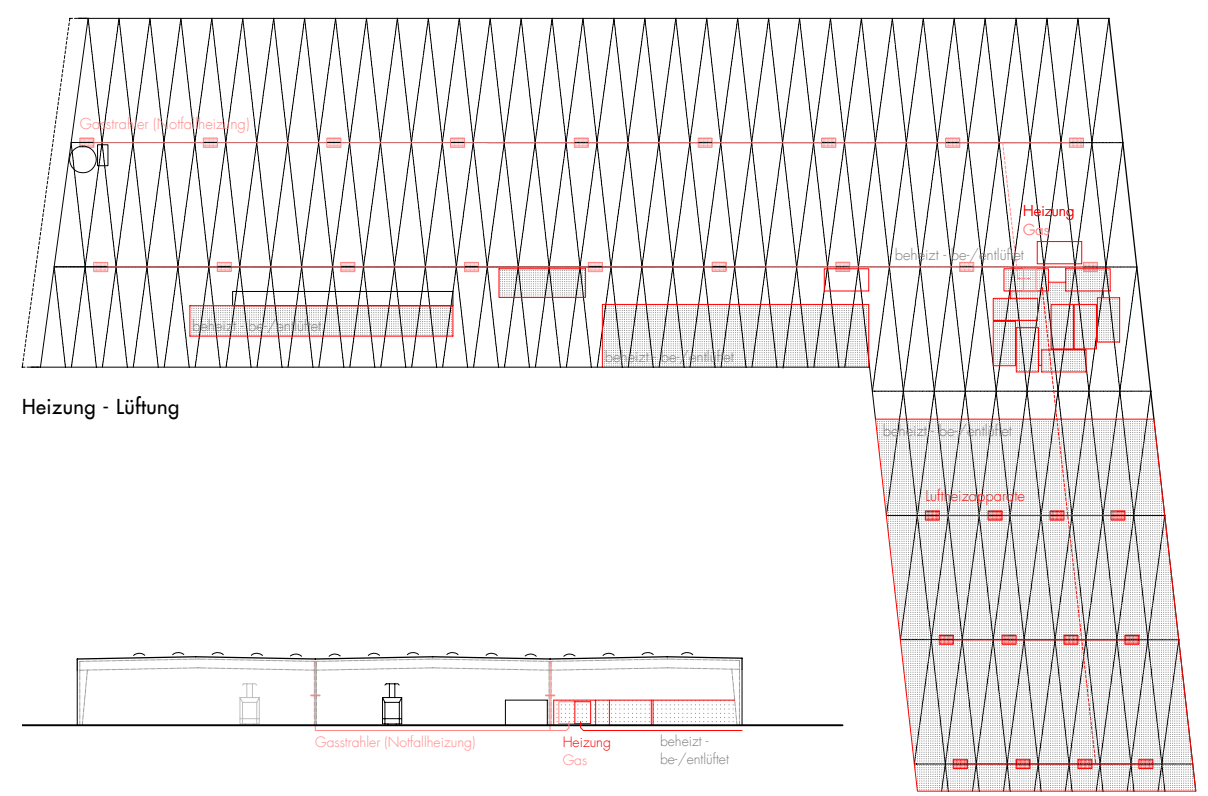 Gasstrahler (Notfallheizung)
Heizung
Gas
beheizt - be-/entlüftet
beheizt - be-/entlüftet
beheizt - be-/entlüftet
Heizung - Lüftung
beheizt - be-/entlüftet
Luftheizapparate
Gasstrahler (Notfallheizung)
Heizung
Gas
beheizt -
be-/entlüftet